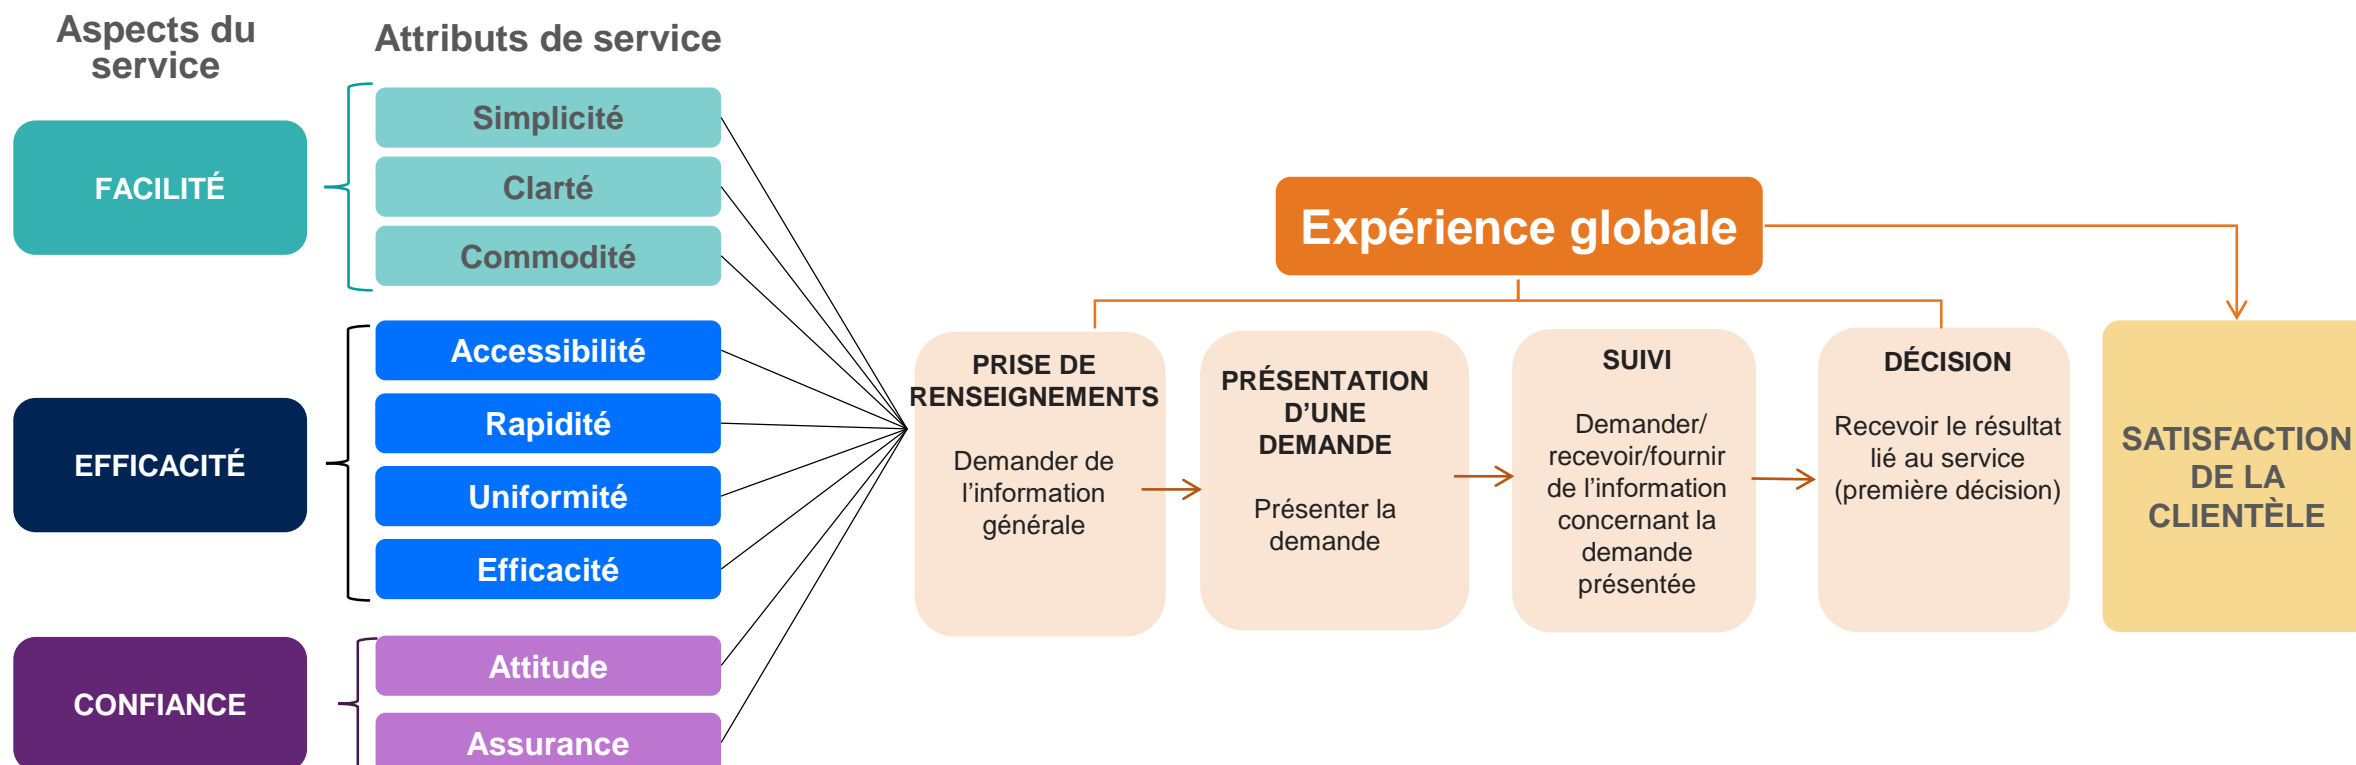 Aspects du
service
Attributs de service
FACILITÉ
Simplicité
Clarté
Commodité
EFFICACITÉ
Accessibilité
Rapidité
Uniformité
Efficacité
CONFIANCE
Attitude
Assurance
Expérience globale
PRISE DE
RENSEIGNEMENTS
Demander de
l’information
générale
PRÉSENTATION
D’UNE
DEMANDE
Présenter la
demande
SUIVI
Demander/
recevoir/fournir
de l’information
concernant la
demande
présentée
DÉCISION
Recevoir le résultat
lié au service
(première décision)
SATISFACTION
DE LA
CLIENTÈLE